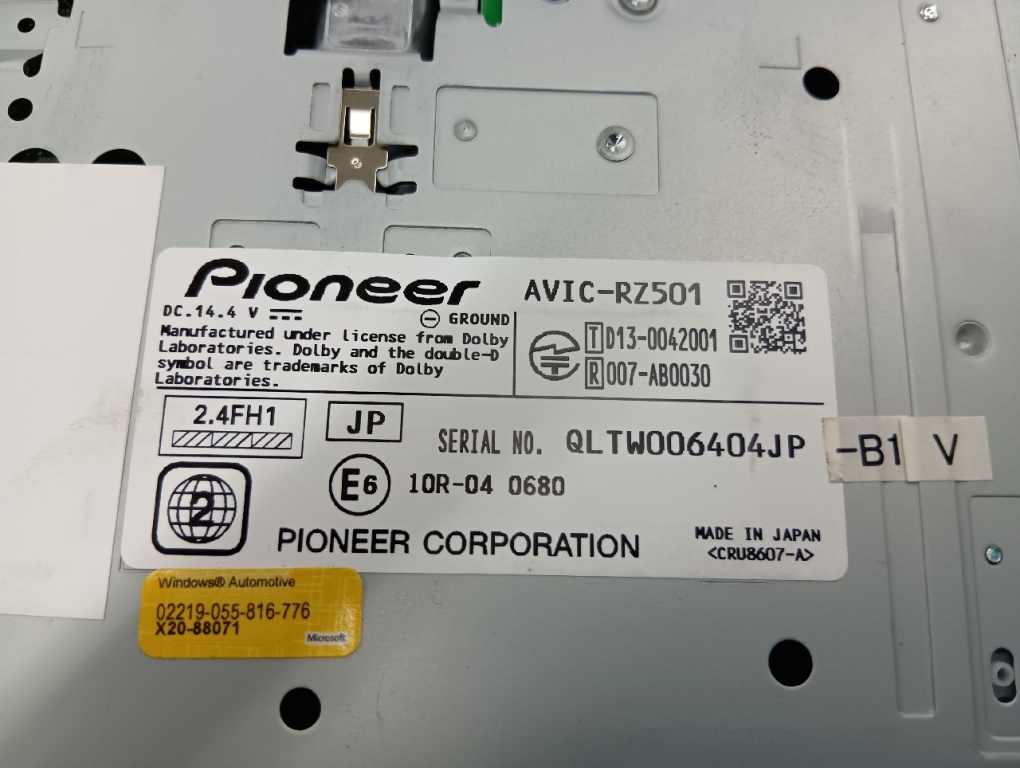 Pioneer
AVIC-RZ501
DC.14.4 V
GROUND
Manufactured under license from Dolby
Laboratories. Dolby and the double-D
symbol are trademarks of Dolby
Laboratories.
T D13-0042001
R 007-AB0030
2.4FH1
JP
SERIAL NO. QLTW006404JP
-B1 V
2
E6 10R-04 0680
PIONEER CORPORATION
MADE IN JAPAN
<CRU8607-A>
Windows® Automotive
02219-055-816-776
X20-88071
Microsoft